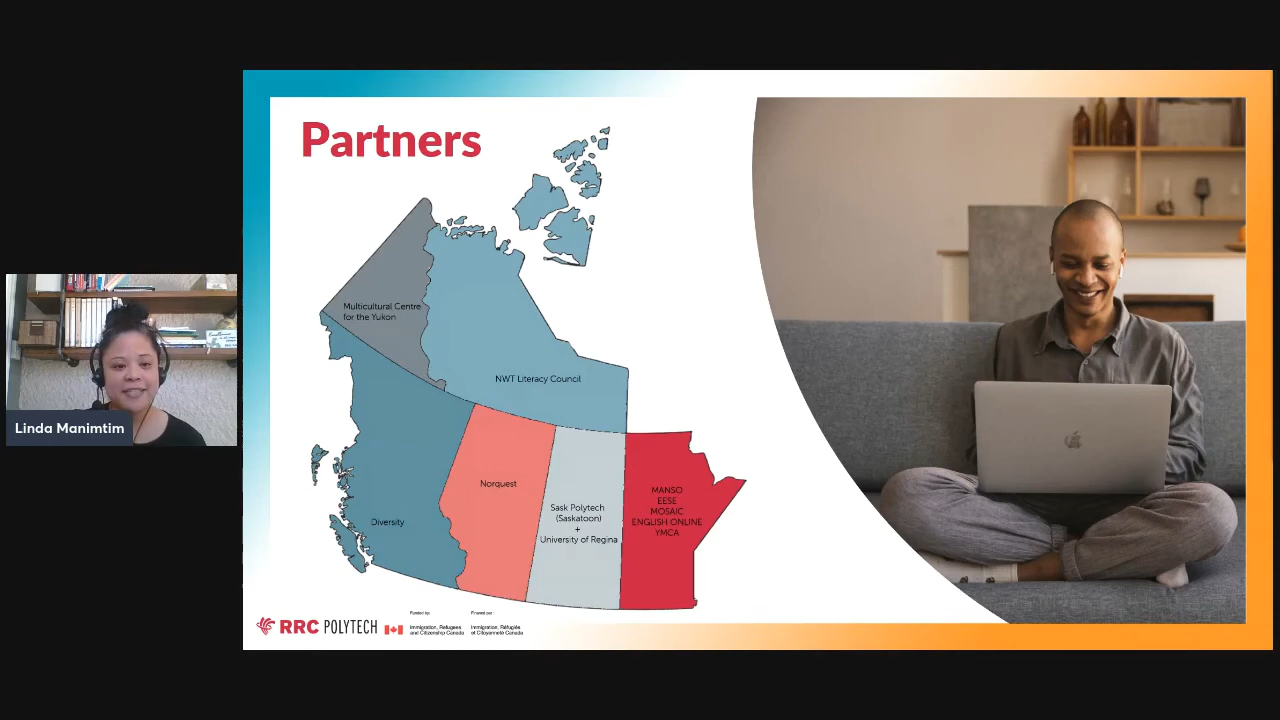 Partners
Multicultural Centre
for the Yukon
NWT Literacy Council
Norquest
Diversity
Sask Polytech
(Saskatoon)
+
University of Regina
MANSO
EESE
MOSAIC
ENGLISH ONLINE
YMCA
Linda Manimtim
RRC POLYTECH
Funded by:
Immigration, Refugees
and Citizenship Canada
Financé par :
Immigration, Réfugiés
et Citoyenneté Canada